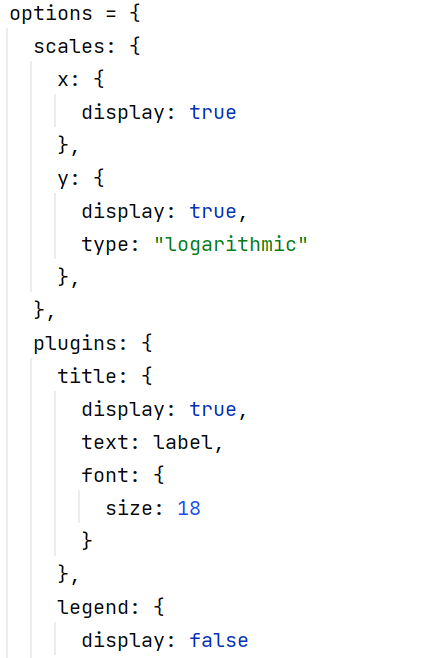 options = {
  scales: {
    x: {
      display: true
    },
    y: {
      display: true,
      type: "logarithmic"
    },
  },
  plugins: {
    title: {
      display: true,
      text: label,
      font: {
        size: 18
      }
    },
    legend: {
      display: false